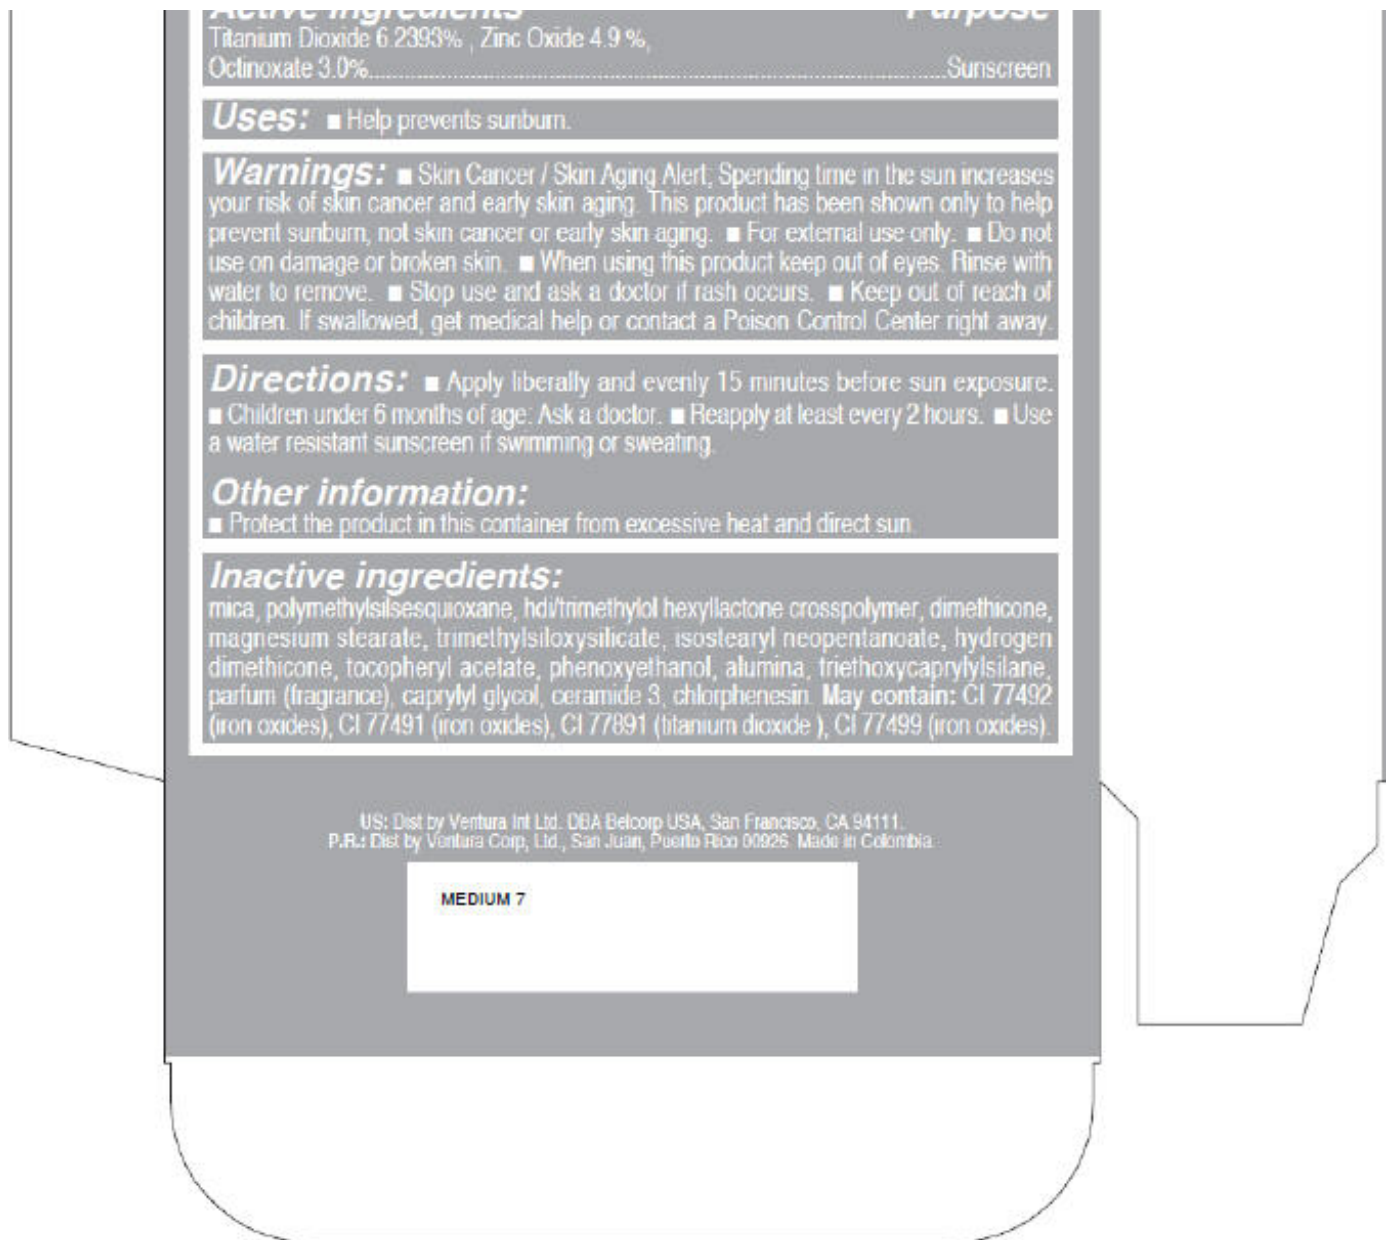 Active Ingredients Purpose
Titanium Dioxide 6.2393% , Zinc Oxide 4.9 %,
Octinoxate 3.0%......Sunscreen
Uses: ■ Help prevents sunburn.
Warnings: ■ Skin Cancer / Skin Aging Alert; Spending time in the sun increases
your risk of skin cancer and early skin aging. This product has been shown only to help
prevent sunburn, not skin cancer or early skin aging. ■ For external use only. ■ Do not
use on damage or broken skin. ■ When using this product keep out of eyes. Rinse with
water to remove. ■ Stop use and ask a doctor if rash occurs. ■ Keep out of reach of
children. If swallowed, get medical help or contact a Poison Control Center right away.
Directions: ■ Apply liberally and evenly 15 minutes before sun exposure.
■ Children under 6 months of age: Ask a doctor. ■ Reapply at least every 2 hours. ■ Use
a water resistant sunscreen if swimming or sweating.
Other information:
■ Protect the product in this container from excessive heat and direct sun.
Inactive ingredients:
mica, polymethylsilsesquioxane, hdi/trimethylol hexyllactone crosspolymer, dimethicone,
magnesium stearate, trimethylsiloxysilicate, isostearyl neopentanoate, hydrogen
dimethicone, tocopheryl acetate, phenoxyethanol, alumina, triethoxycaprylylsilane,
parfum (fragrance), caprylyl glycol, ceramide 3, chlorphenesin. May contain: CI 77492
(iron oxides), CI 77491 (iron oxides), CI 77891 (titanium dioxide ), CI 77499 (iron oxides).
US: Dist by Ventura Int Ltd. DBA Belcorp USA, San Francisco, CA 94111.
P.R.: Dist by Ventura Corp, Ltd., San Juan, Puerto Rico 00926. Made in Colombia.
MEDIUM 7